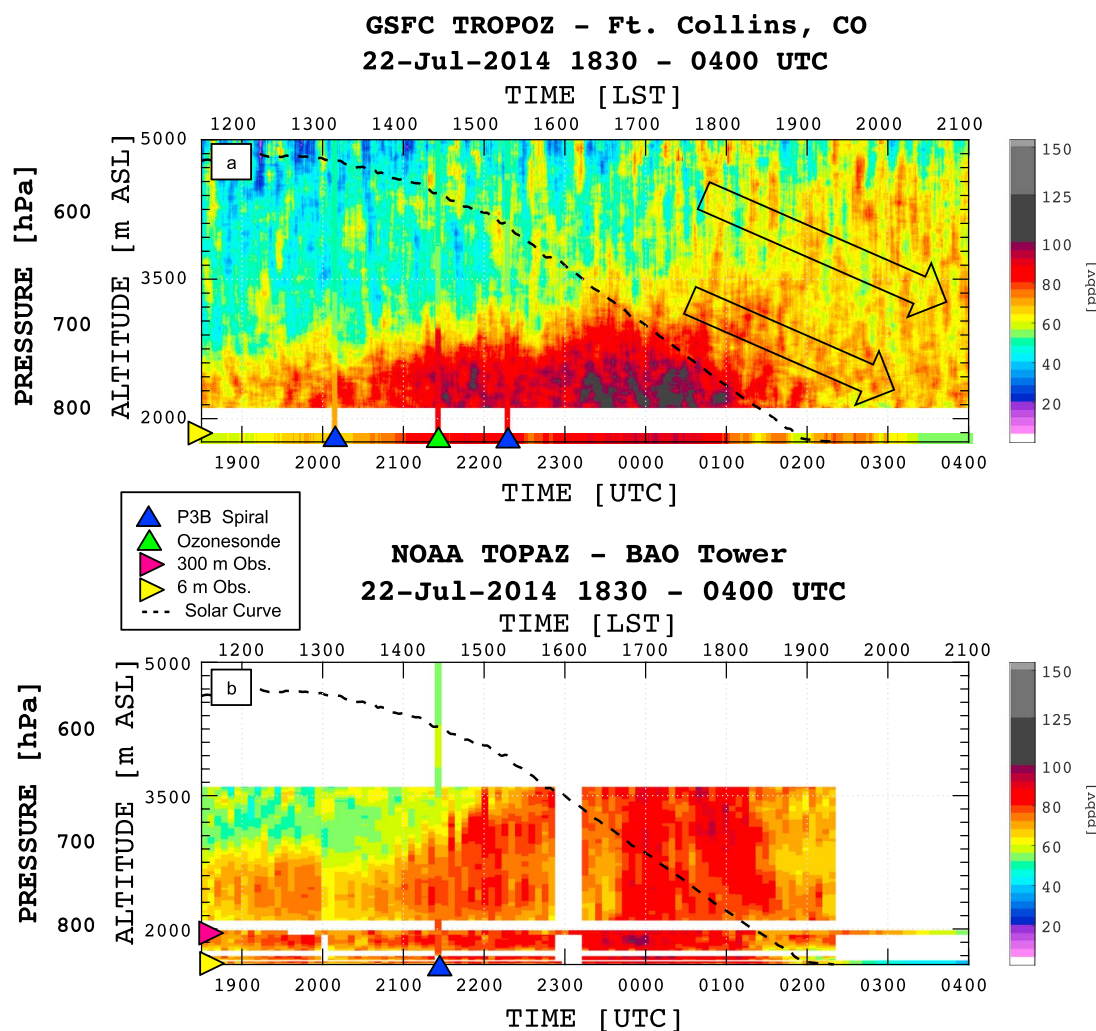 GSFC TROPOZ - Ft. Collins, CO
22-Jul-2014 1830 - 0400 UTC
TIME [LST]
1200 1300 1400 1500 1600 1700 1800 1900 2000 2100
a
PRESSURE [hPa]
600
700
800
ALTITUDE [m ASL]
5000
3500
2000
150
125
100
80
60
40
20
[ppbv]
1900 2000 2100 2200 2300 0000 0100 0200 0300 0400
TIME [UTC]
P3B Spiral
Ozonesonde
300 m Obs.
6 m Obs.
Solar Curve
NOAA TOPAZ - BAO Tower
22-Jul-2014 1830 - 0400 UTC
TIME [LST]
1200 1300 1400 1500 1600 1700 1800 1900 2000 2100
b
PRESSURE [hPa]
600
700
800
ALTITUDE [m ASL]
5000
3500
2000
150
125
100
80
60
40
20
[ppbv]
1900 2000 2100 2200 2300 0000 0100 0200 0300 0400
TIME [UTC]